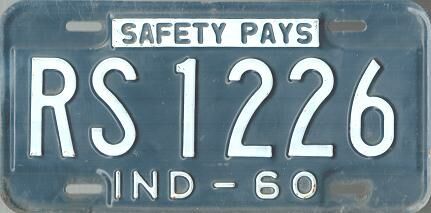 SAFETY PAYS
RS 1226
IND - 60